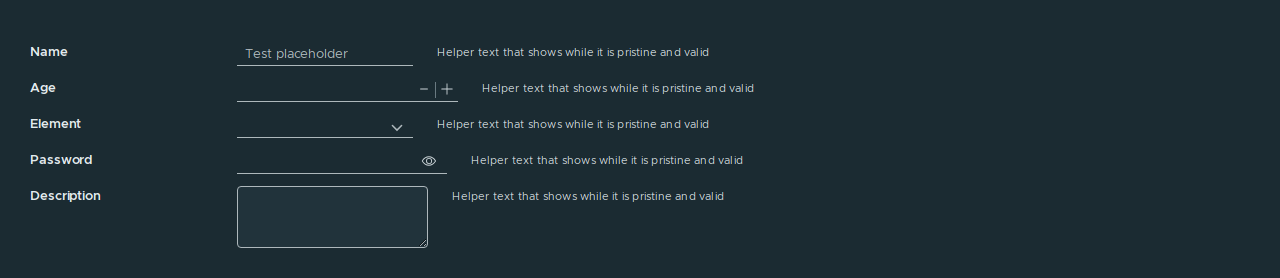 Name Test placeholder Helper text that shows while it is pristine and valid
Age Helper text that shows while it is pristine and valid
Element Helper text that shows while it is pristine and valid
Password Helper text that shows while it is pristine and valid
Description Helper text that shows while it is pristine and valid